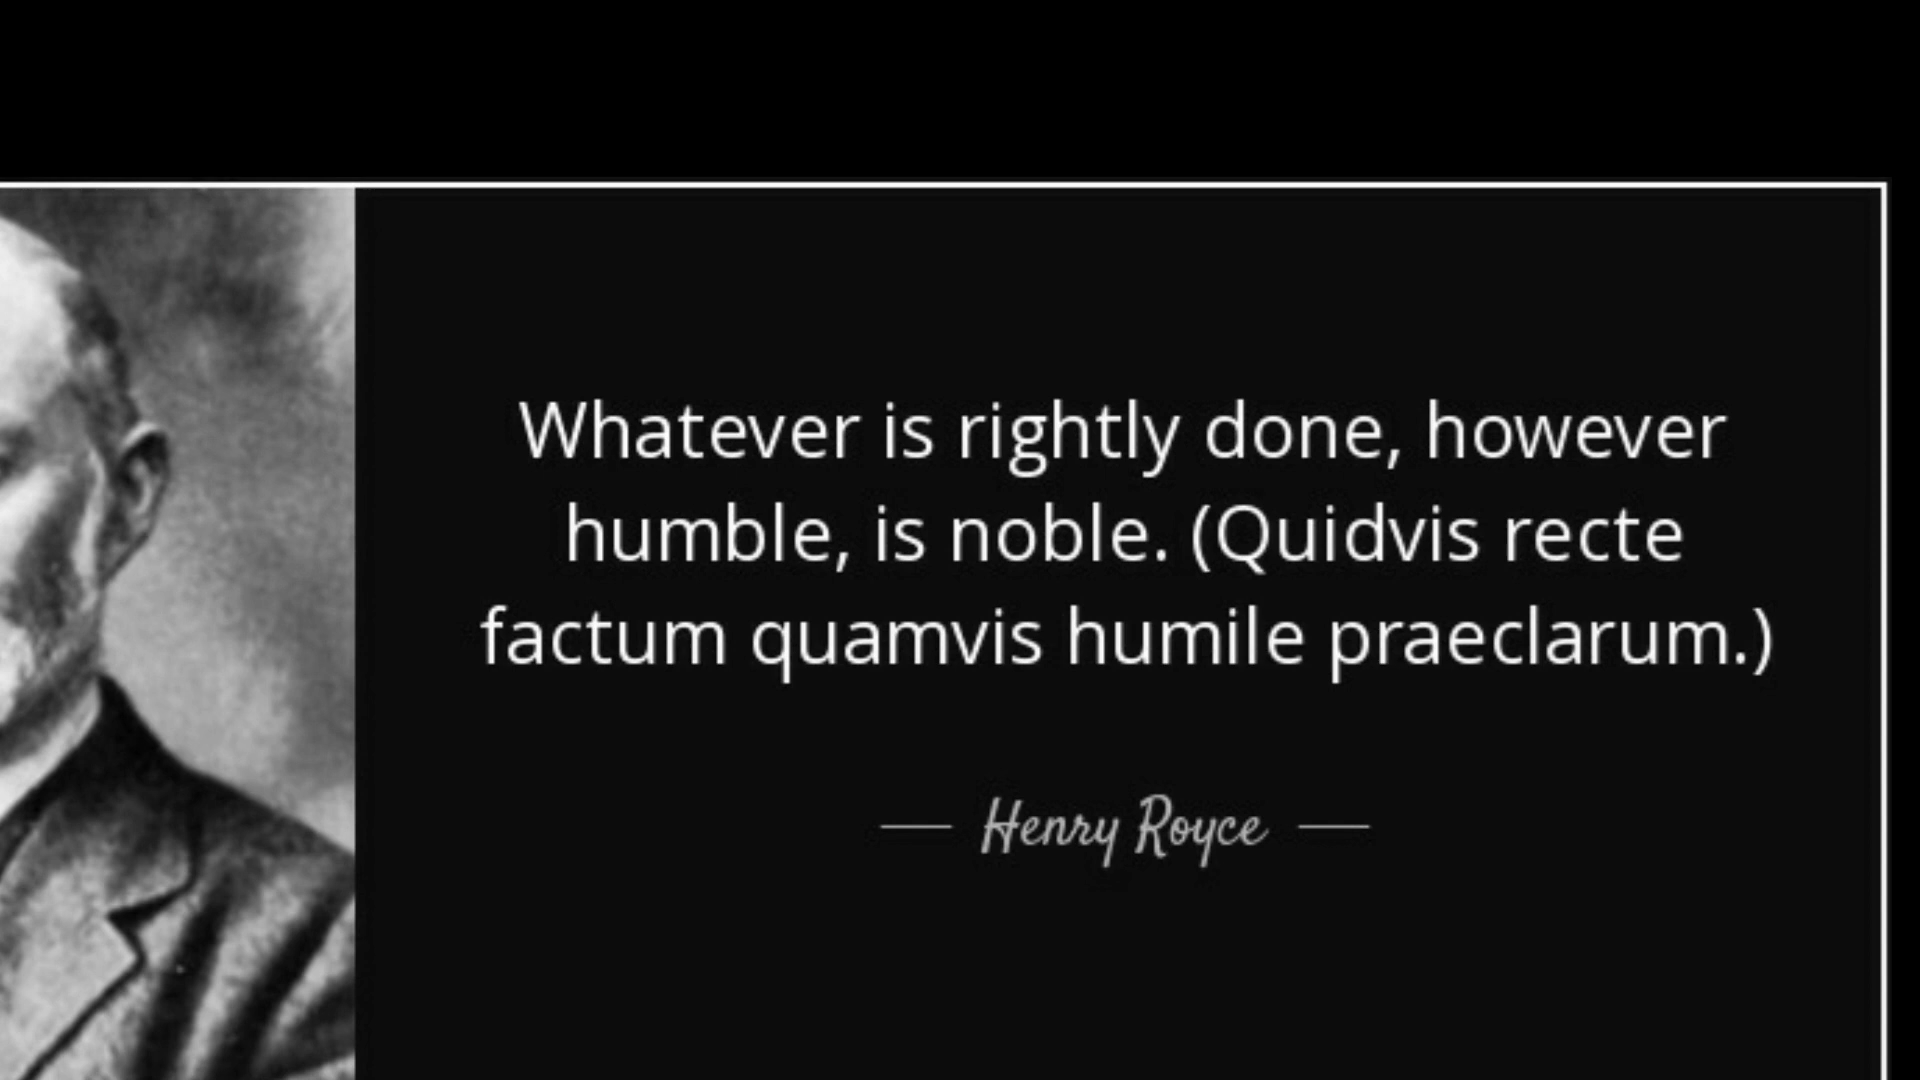 Whatever is rightly done, however
humble, is noble. (Quidvis recte
factum quamvis humile praeclarum.)
— Henry Royce —